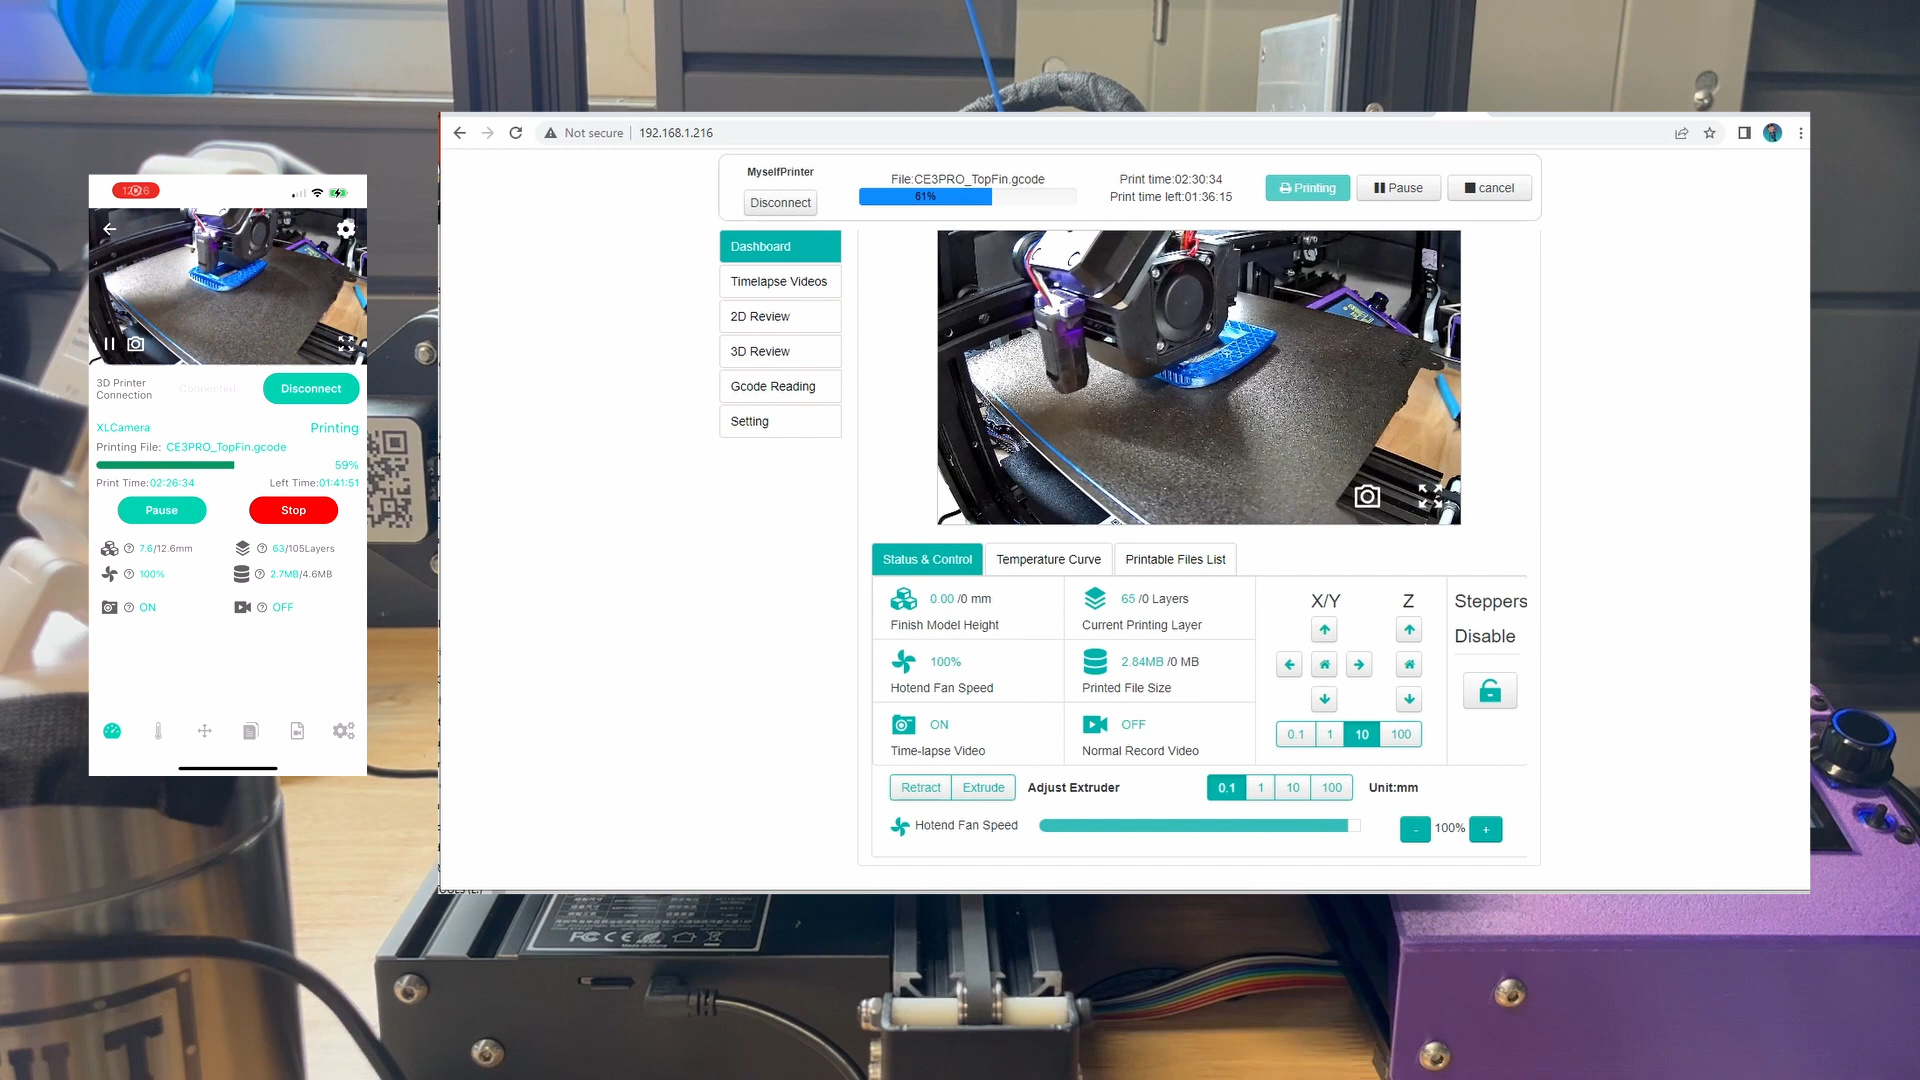 12:26
3D Printer
Connection
Connected
Disconnect
XLCamera
Printing
Printing File: CE3PRO_TopFin.gcode
59%
Print Time:02:26:34
Left Time:01:41:51
Pause
Stop
7.6/12.6mm
63/105Layers
100%
2.7MB/4.6MB
ON
OFF
Not secure
192.168.1.216
MyselfPrinter
Disconnect
File:CE3PRO_TopFin.gcode
61%
Print time:02:30:34
Print time left:01:36:15
Printing
Pause
cancel
Dashboard
Timelapse Videos
2D Review
3D Review
Gcode Reading
Setting
Status & Control
Temperature Curve
Printable Files List
0.00 /0 mm
Finish Model Height
65 /0 Layers
Current Printing Layer
100%
Hotend Fan Speed
2.84MB /0 MB
Printed File Size
ON
Time-lapse Video
OFF
Normal Record Video
X/Y
Z
0.1 1 10 100
Steppers
Disable
Retract
Extrude
Adjust Extruder
0.1 1 10 100
Unit:mm
Hotend Fan Speed
- 100% +
FC CE